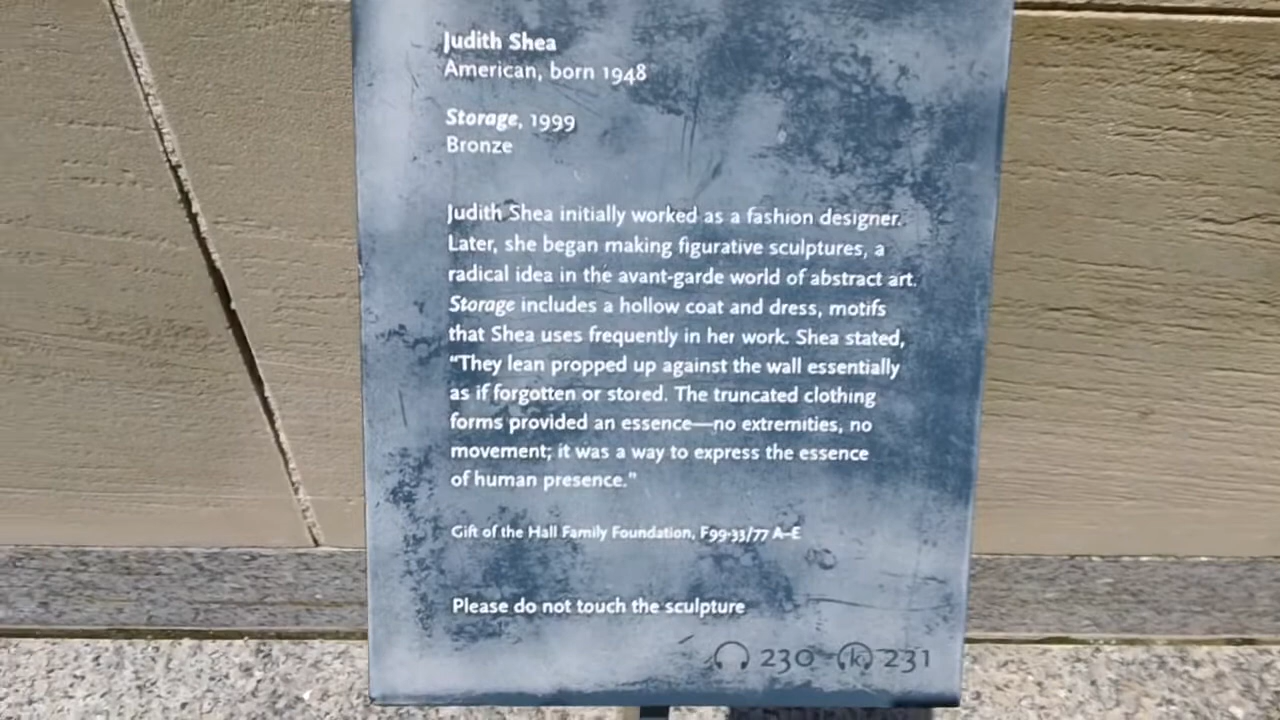 Judith Shea
American, born 1948
Storage, 1999
Bronze
Judith Shea initially worked as a fashion designer.
Later, she began making figurative sculptures, a
radical idea in the avant-garde world of abstract art.
Storage includes a hollow coat and dress, motifs
that Shea uses frequently in her work. Shea stated,
"They lean propped up against the wall essentially
as if forgotten or stored. The truncated clothing
forms provided an essence—no extremities, no
movement; it was a way to express the essence
of human presence."
Gift of the Hall Family Foundation, F99-33/77 A–E
Please do not touch the sculpture
230 k 231